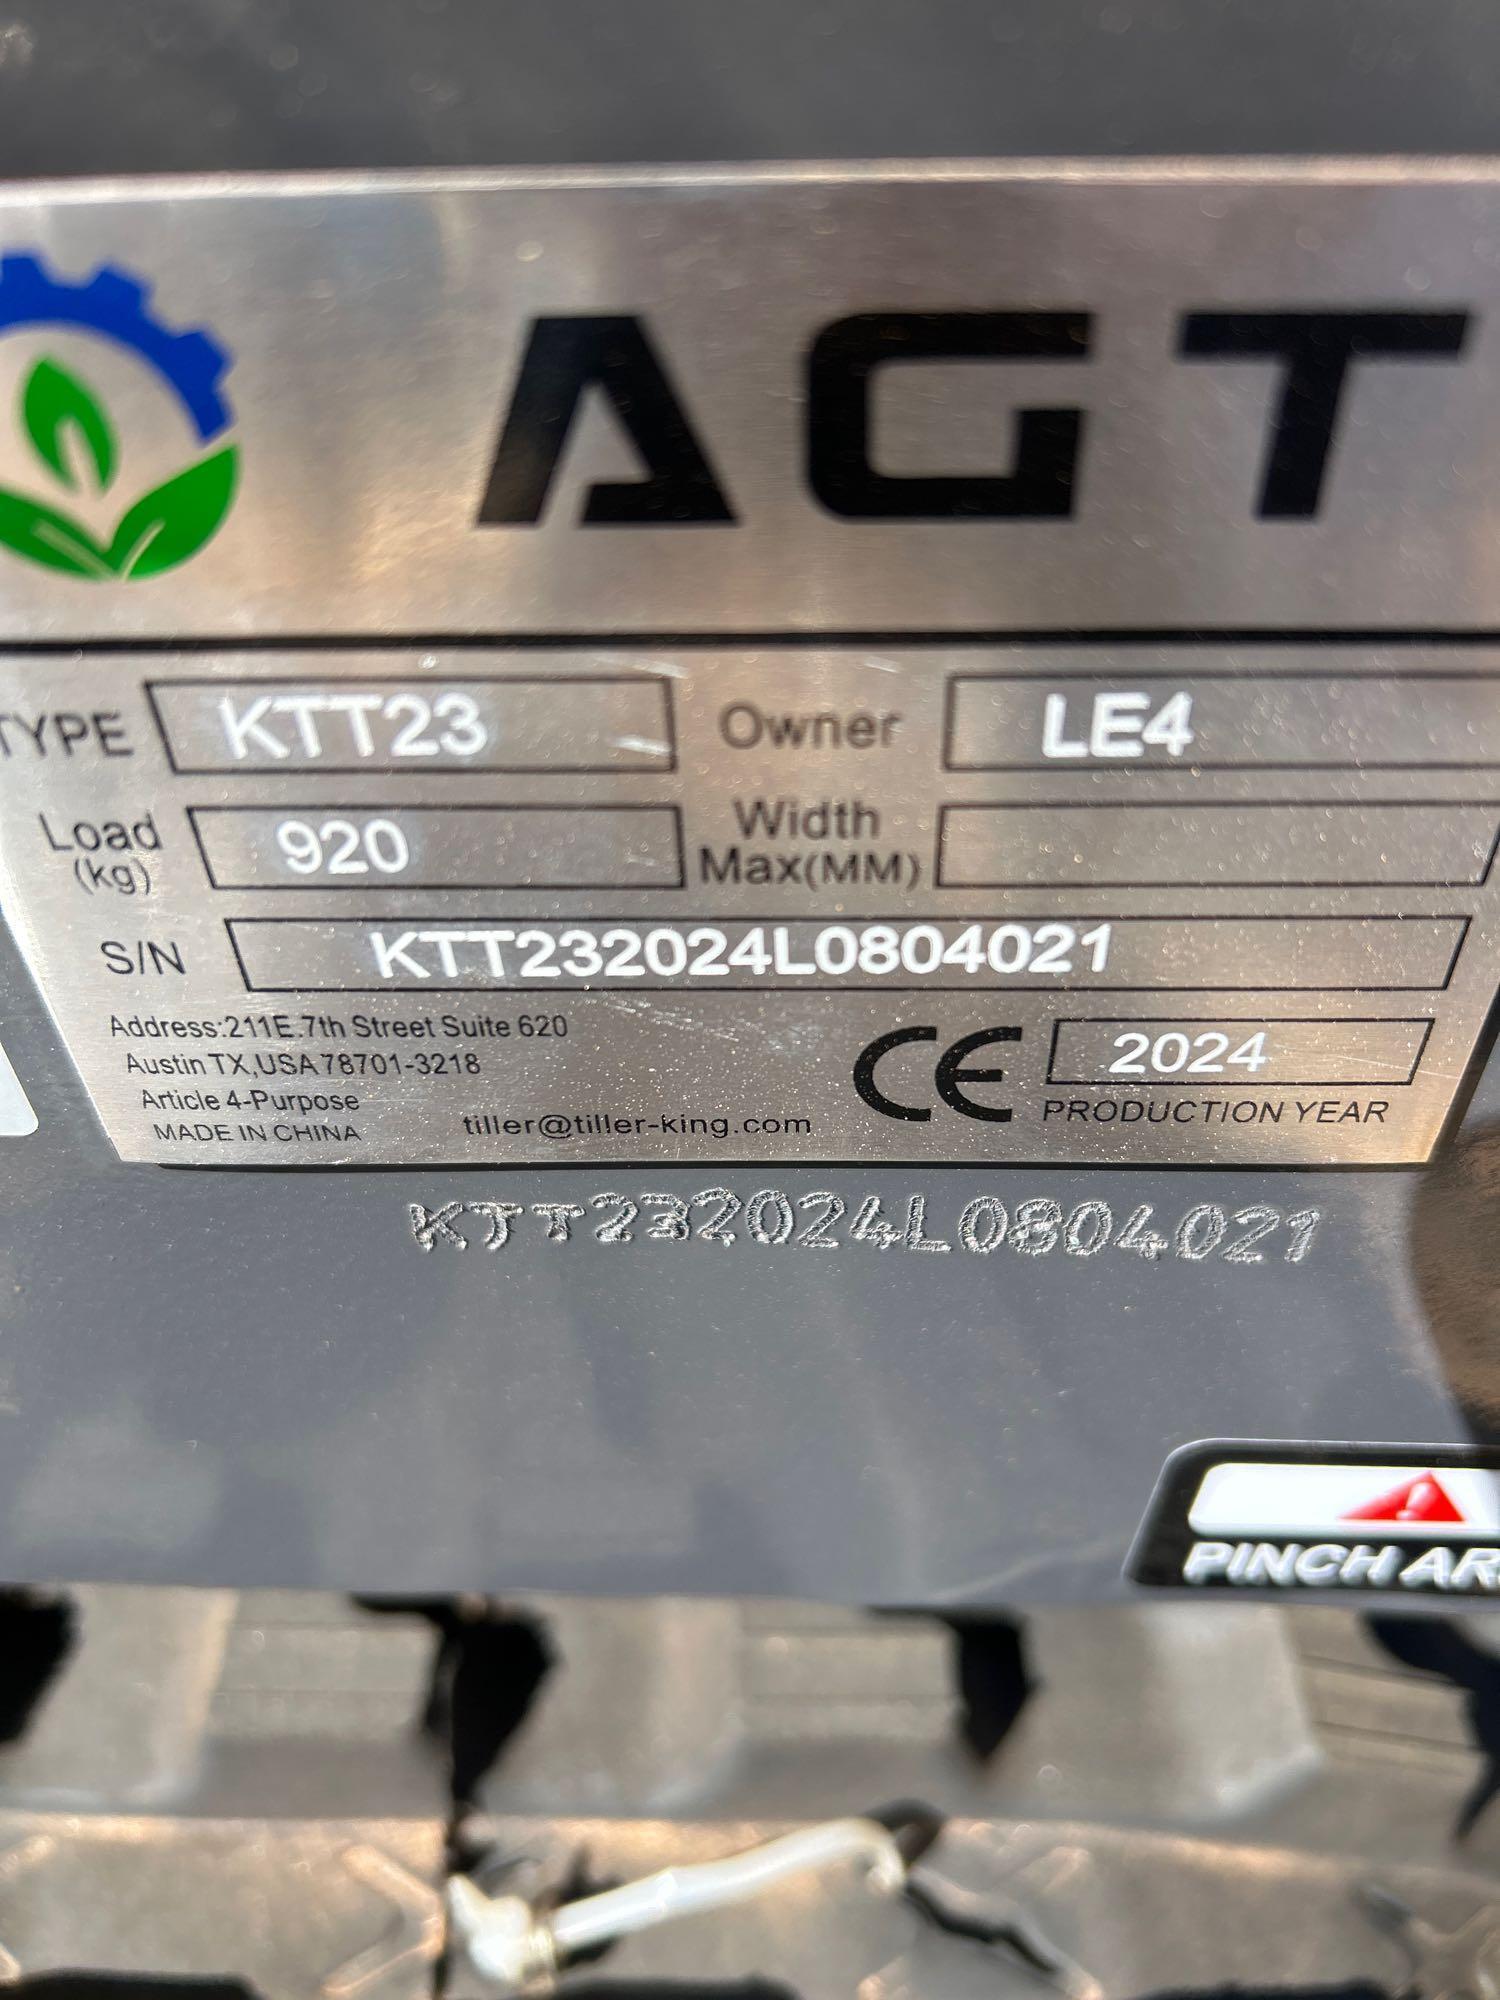 AGT
TYPE KTT23 Owner LE4
Load (kg) 920 Width Max(MM)
S/N KTT232024L0804021
Address:211E.7th Street Suite 620
Austin TX,USA 78701-3218
Article 4-Purpose
MADE IN CHINA
tiller@tiller-king.com
CE 2024
PRODUCTION YEAR
KTT232024L0804021
PINCH